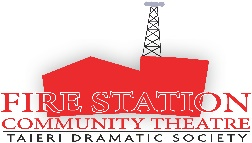 FIRE STATION
COMMUNITY THEATRE
TAIERI DRAMATIC SOCIETY